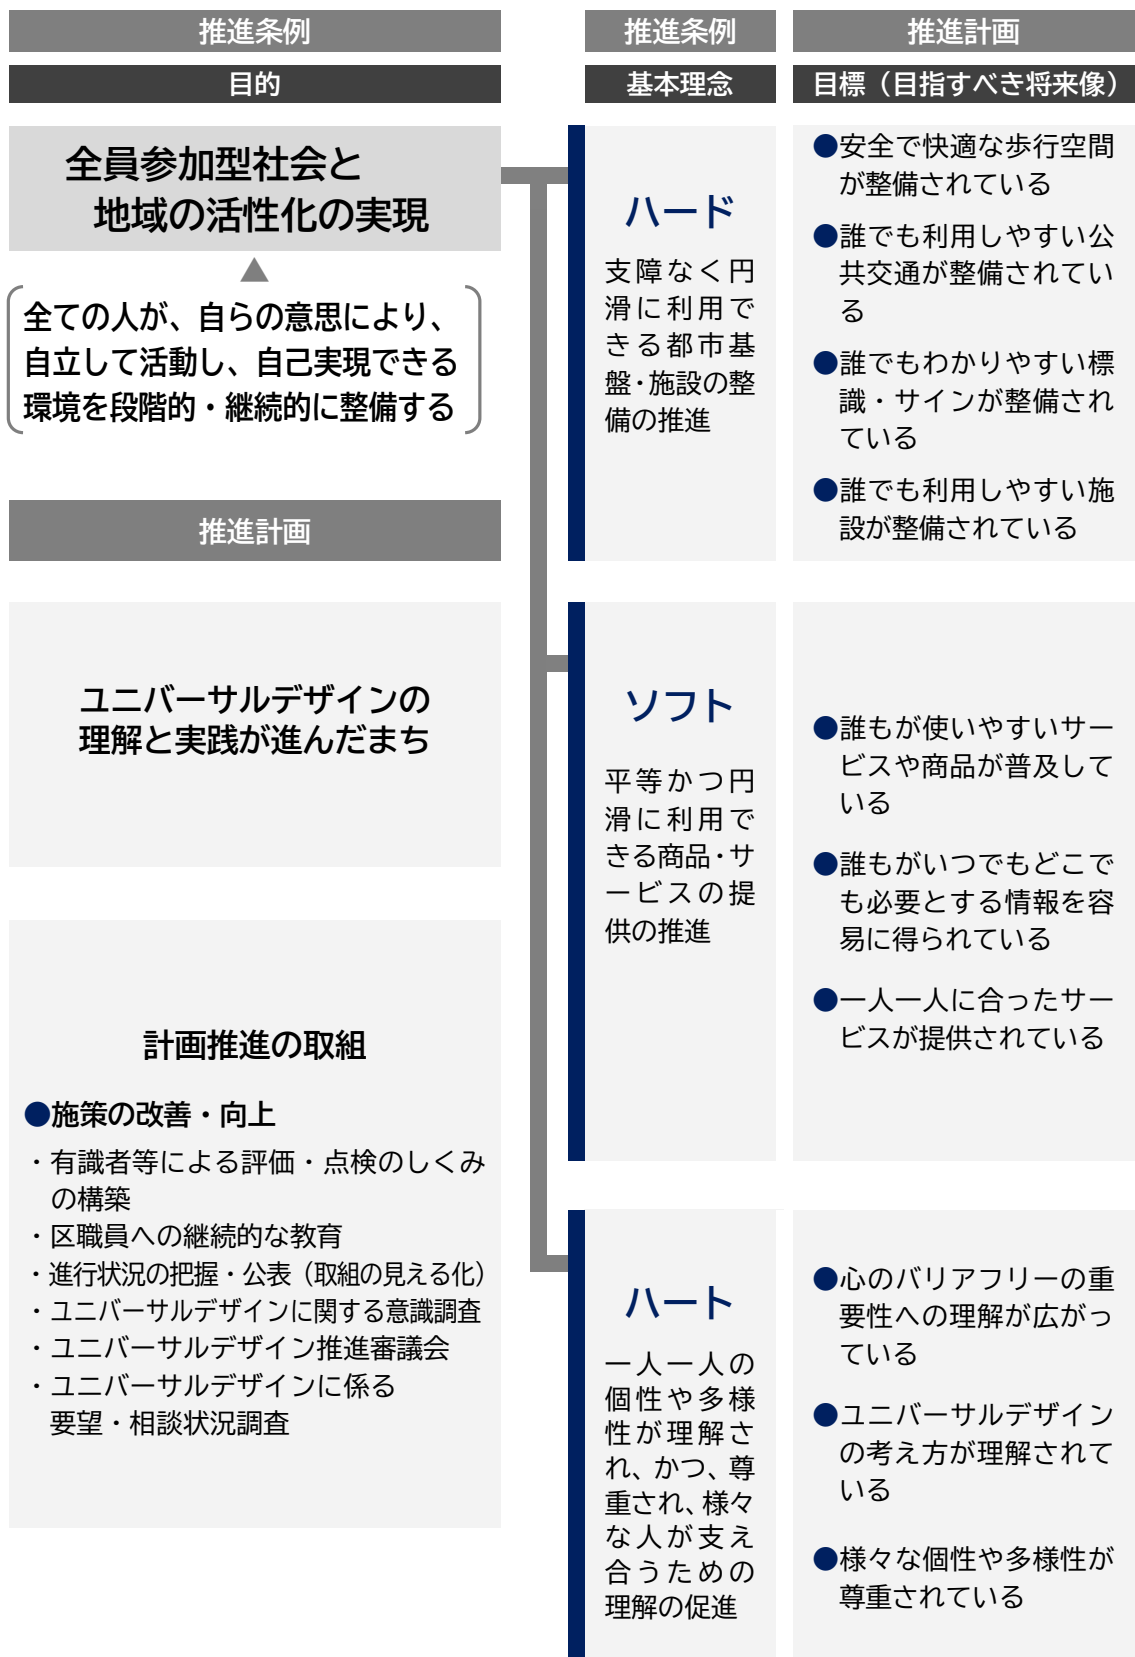 推進条例
目的
全員参加型社会と
地域の活性化の実現
全ての人が、自らの意思により、
自立して活動し、自己実現できる
環境を段階的・継続的に整備する
推進計画
ユニバーサルデザインの
理解と実践が進んだまち
計画推進の取組
●施策の改善・向上
・有識者等による評価・点検のしくみ
の構築
・区職員への継続的な教育
・進行状況の把握・公表（取組の見える化）
・ユニバーサルデザインに関する意識調査
・ユニバーサルデザイン推進審議会
・ユニバーサルデザインに係る
要望・相談状況調査
推進条例
基本理念
ハード
支障なく円
滑に利用で
きる都市基
盤・施設の整
備の推進
ソフト
平等かつ円
滑に利用で
きる商品・サ
ービスの提
供の推進
ハート
一人一人の
個性や多様
性が理解さ
れ、かつ、尊
重され、様々
な人が支え
合うための
理解の促進
推進計画
目標（目指すべき将来像）
●安全で快適な歩行空間
が整備されている
●誰でも利用しやすい公
共交通が整備されてい
る
●誰でもわかりやすい標
識・サインが整備され
ている
●誰でも利用しやすい施
設が整備されている
●誰もが使いやすいサー
ビスや商品が普及して
いる
●誰もがいつでもどこで
も必要とする情報を容
易に得られている
●一人一人に合ったサー
ビスが提供されている
●心のバリアフリーの重
要性への理解が広がっ
ている
●ユニバーサルデザイン
の考え方が理解されて
いる
●様々な個性や多様性が
尊重されている